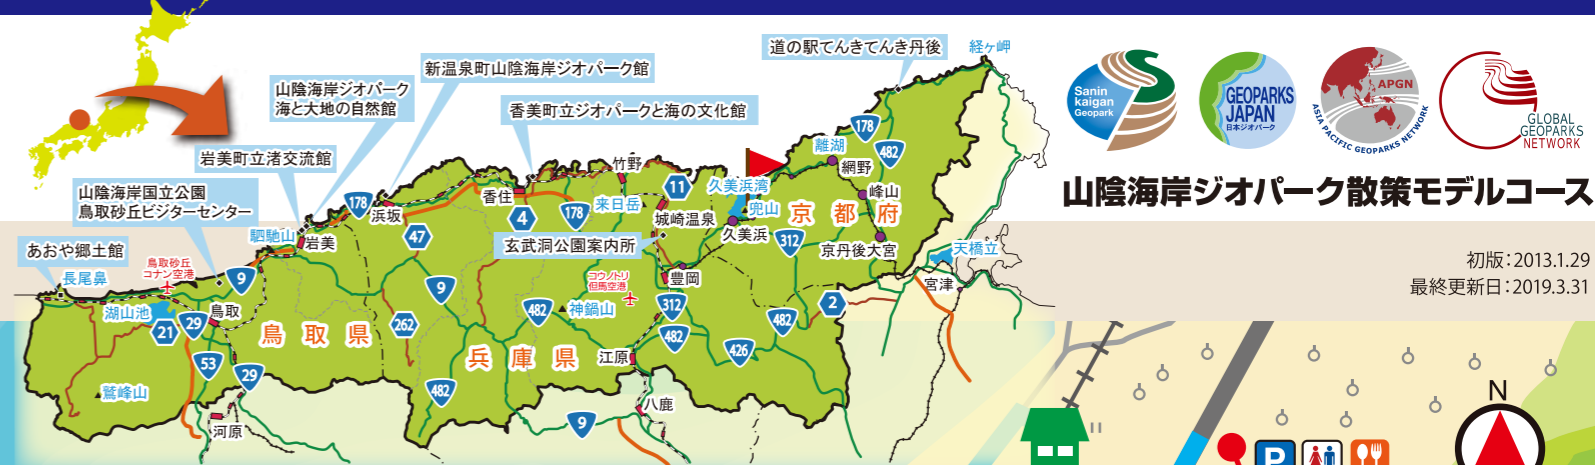 道の駅てんきてんき丹後
経ヶ岬
新温泉町山陰海岸ジオパーク館
山陰海岸ジオパーク
海と大地の自然館
香美町立ジオパークと海の文化館
岩美町立渚交流館
山陰海岸国立公園
鳥取砂丘ビジターセンター
あおや郷土館
玄武洞公園案内所
長尾鼻
鳥取砂丘
コナン空港
駟馳山
岩美
浜坂
香住
竹野
来日岳
城崎温泉
久美浜湾
兜山
久美浜
離湖
網野
峰山
京都府
京丹後大宮
天橋立
宮津
豊岡
コウノトリ
但馬空港
神鍋山
江原
八鹿
兵庫県
鳥取県
湖山池
鳥取
鷲峰山
河原
178
482
11
178
4
178
47
9
9
312
312
482
482
482
426
2
262
29
21
53
29
482
9
Sanin
kaigan
Geopark
GEOPARKS
JAPAN
日本ジオパーク
APGN
ASIA PACIFIC GEOPARKS NETWORK
GLOBAL
GEOPARKS
NETWORK
山陰海岸ジオパーク散策モデルコース
初版：2013.1.29
最終更新日：2019.3.31
N
P